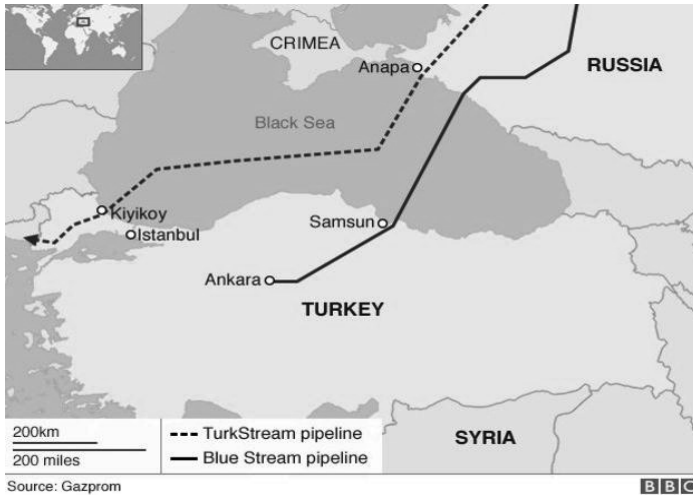 CRIMEA
Anapa
RUSSIA
Black Sea
Kiyikoy
Istanbul
Samsun
Ankara
TURKEY
SYRIA
200km
200 miles
TurkStream pipeline
Blue Stream pipeline
Source: Gazprom
BBC